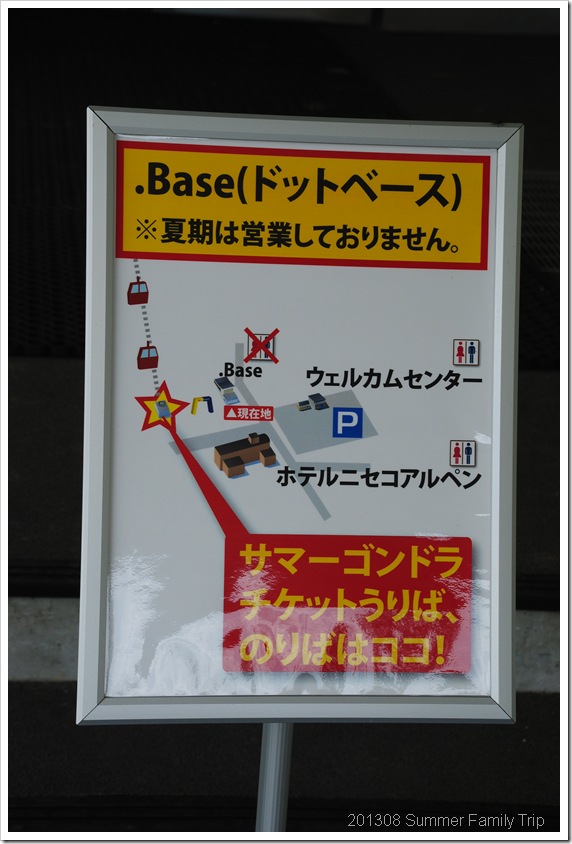 .Base(ドットベース)
※夏期は営業しておりません。
.Base
ウェルカムセンター
▲現在地
P
ホテルニセコアルペン
サマーゴンドラ
チケットうりば、
のりばはココ!
201308 Summer Family Trip